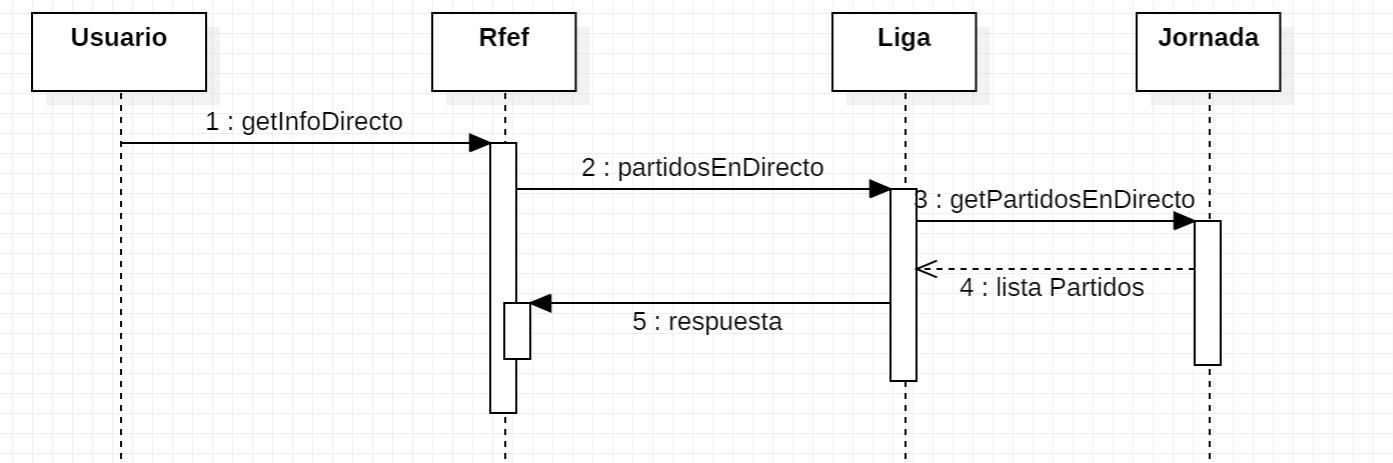 Usuario
Rfef
Liga
Jornada
1 : getInfoDirecto
2 : partidosEnDirecto
3 : getPartidosEnDirecto
4 : lista Partidos
5 : respuesta